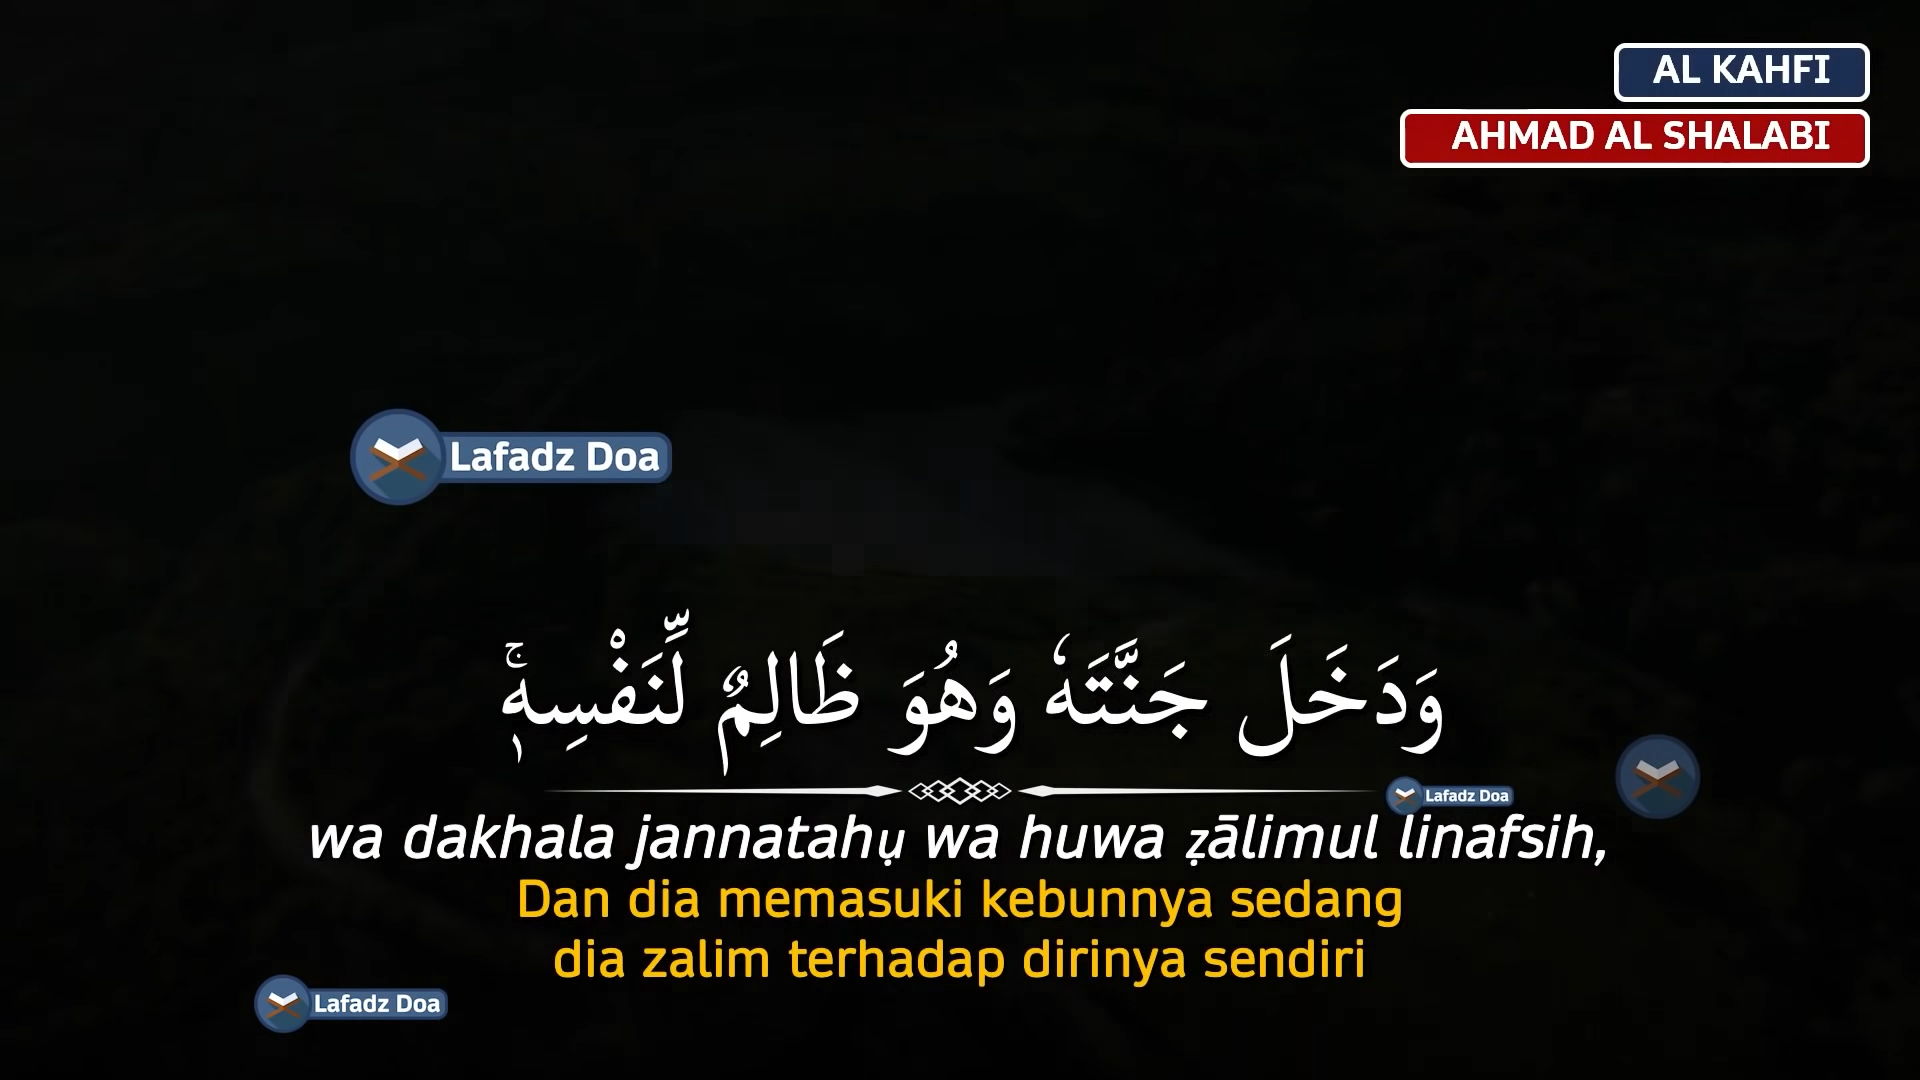 AL KAHFI
AHMAD AL SHALABI
Lafadz Doa
وَدَخَلَ جَنَّتَهٗ وَهُوَ ظَالِمٌ لِّنَفْسِهٖۚ
Lafadz Doa
wa dakhala jannatahụ wa huwa ẓālimul linafsih,
Dan dia memasuki kebunnya sedang
dia zalim terhadap dirinya sendiri
Lafadz Doa